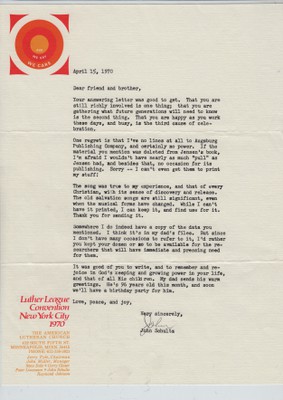 WE CARE
April 15, 1970
Dear friend and brother,
Your answering letter was good to get. That you are
still richly involved is one thing; that you are
gathering what future generations will need to know
is the second thing. That you are happy as you work
these days, and busy, is the third cause of cele-
bration.
One regret is that I've no lines at all to Augsburg
Publishing Company, and certainly no power. If the
material you mention was deleted from Jensen's book,
I'm afraid I wouldn't have nearly as much "pull" as
Jensen had, and besides that, no occasion for its
publishing. Sorry -- I can't even get them to print
my stuff!
The song was true to my experience, and that of every
Christian, with its sense of discovery and release.
The old salvation songs are still significant, even
when the musical forms have changed. While I can't
have it printed, I can keep it, and find use for it.
Thank you for sending it.
Somewhere I do indeed have a copy of the data you
mentioned. I think it's in my dad's files. But since
I don't have many occasions to refer to it, I'd rather
you kept your doses or so to be available for the re-
searchers that will have immediate and pressing need
for them.
It was good of you to write, and to remember and re-
joice in God's keeping and growing power in your life,
and that of all His children. My dad sends his warm
greetings. He's 96 years old this month, and soon
we'll have a birthday party for him.
Love, peace, and joy,
Very sincerely,
John
John Schultz
Luther League
Convention
New York City
1970
THE AMERICAN
LUTHERAN CHURCH
422 SOUTH FIFTH ST.
MINNEAPOLIS, MINN. 55415